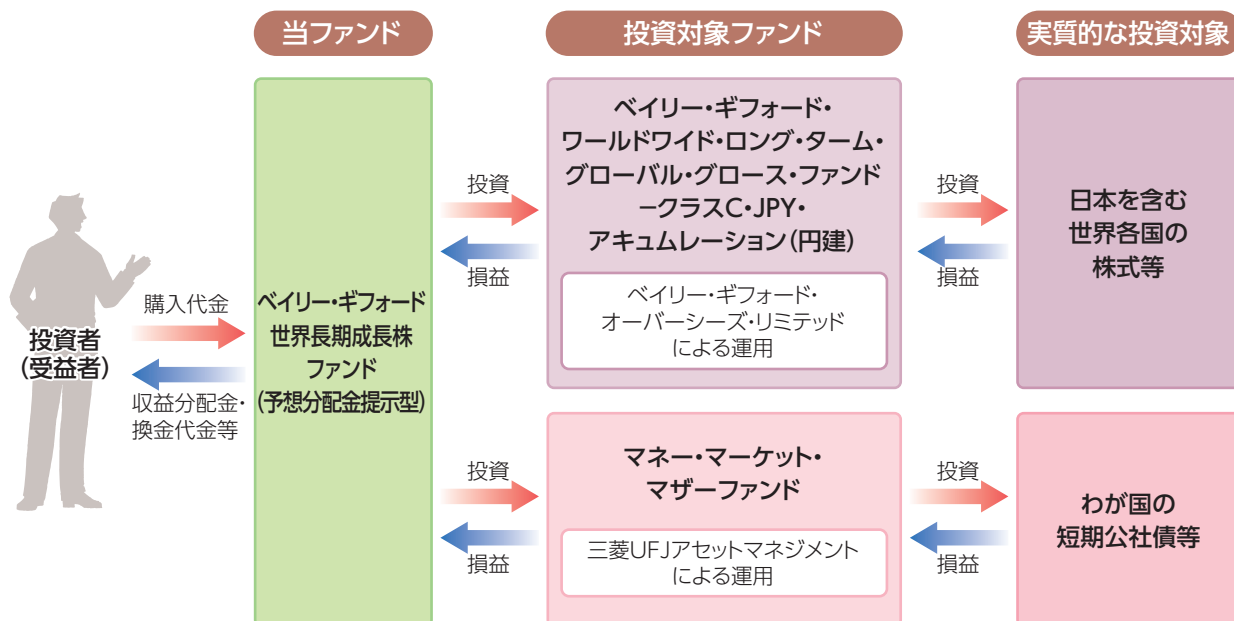 当ファンド
投資対象ファンド
実質的な投資対象
投資者
(受益者)
購入代金
収益分配金・
換金代金等
ベイリー・ギフォード
世界長期成長株
ファンド
(予想分配金提示型)
投資
損益
ベイリー・ギフォード・
ワールドワイド・ロング・ターム・
グローバル・グロース・ファンド
－クラスC・JPY・
アキュムレーション(円建)
ベイリー・ギフォード・
オーバーシーズ・リミテッド
による運用
投資
損益
日本を含む
世界各国の
株式等
投資
損益
マネー・マーケット・
マザーファンド
三菱UFJアセットマネジメント
による運用
投資
損益
わが国の
短期公社債等